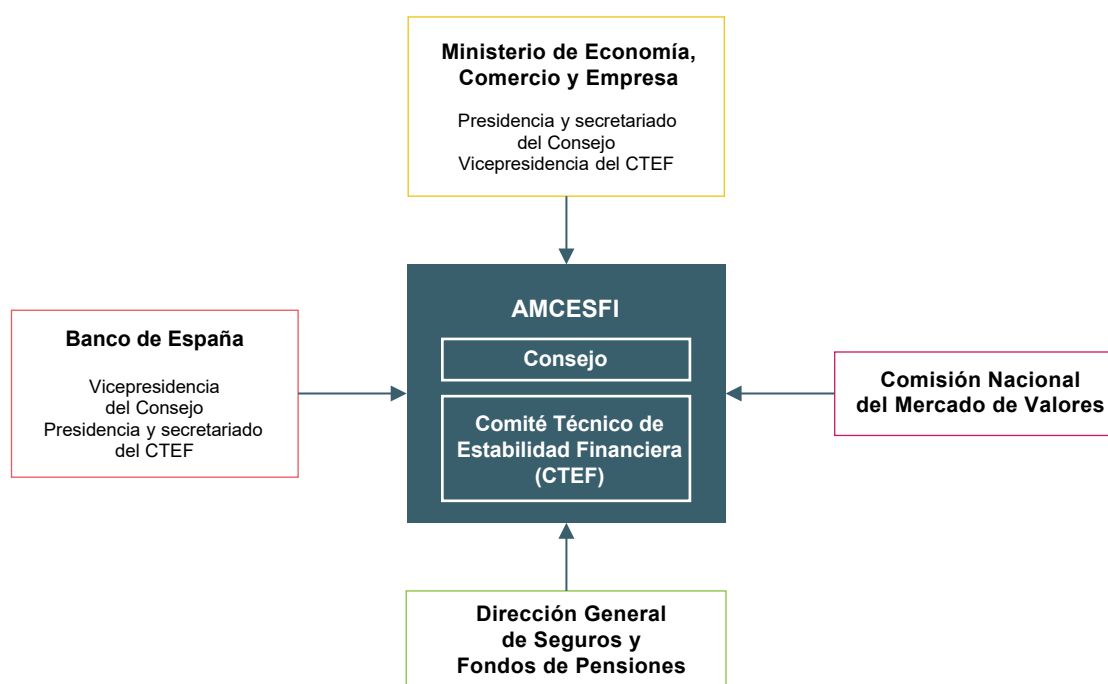 Ministerio de Economía,
Comercio y Empresa
Presidencia y secretariado
del Consejo
Vicepresidencia del CTEF
AMCESFI
Consejo
Comité Técnico de
Estabilidad Financiera
(CTEF)
Banco de España
Vicepresidencia
del Consejo
Presidencia y secretariado
del CTEF
Comisión Nacional
del Mercado de Valores
Dirección General
de Seguros y
Fondos de Pensiones